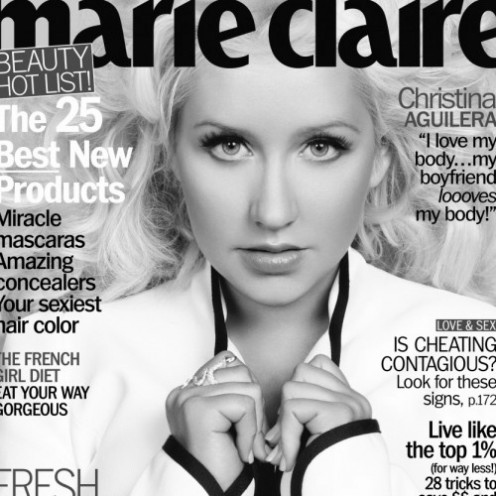 marie claire
BEAUTY
HOT LIST!
The 25
Best New
Products
Miracle
mascaras
Amazing
concealers
Your sexiest
hair color
THE FRENCH
GIRL DIET
EAT YOUR WAY
GORGEOUS
FRESH
Christina
AGUILERA
“I love my
body...my
boyfriend
loooves
my body!”
LOVE & SEX
IS CHEATING
CONTAGIOUS?
Look for these
signs, p.172
Live like
the top 1%
(for way less!)
28 tricks to